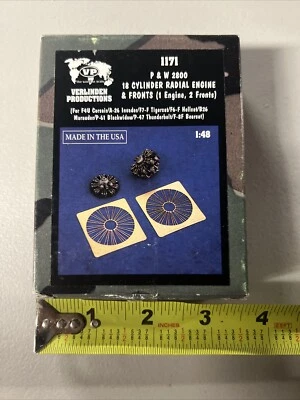 1171
VP
VERLINDEN
PRODUCTIONS
P & W 2800
18 CYLINDER RADIAL ENGINE
& FRONTS (1 Engine, 2 Fronts)
(For F4U Corsair/A-26 Invader/F7-F Tigercat/F6-F Hellcat/B26
Marauder/P-61 Blackwidow/P-47 Thunderbolt/F-8F Bearcat)
MADE IN THE USA
1:48
1 2 INCHES 3 4